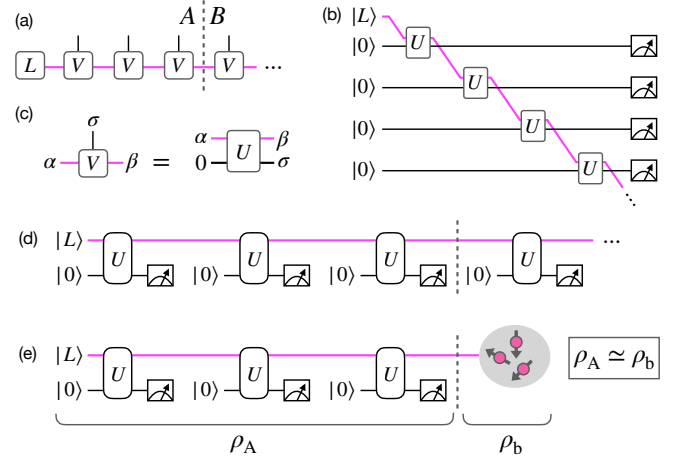 (a) A B
L V V V V ...
(b) |L⟩
|0⟩ U
|0⟩ U
|0⟩ U
|0⟩ U
...
(c) σ
α V β = α 0 U β σ
(d) |L⟩ U U U U ...
|0⟩ |0⟩ |0⟩ |0⟩
(e) |L⟩ U U U
|0⟩ |0⟩ |0⟩
ρA ≃ ρb
ρA ρb